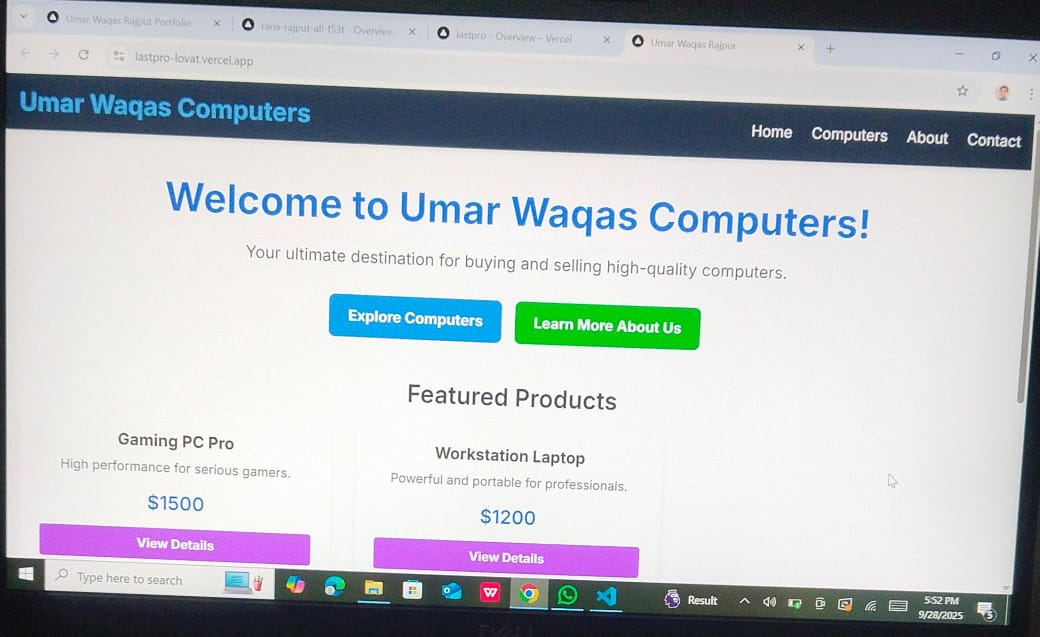 Umar Waqas Rajput Portfolio
rana-rajput-ali-f53t - Overview
lastpro - Overview – Vercel
Umar Waqas Rajpur
lastpro-lovat.vercel.app
Umar Waqas Computers
Home Computers About Contact
Welcome to Umar Waqas Computers!
Your ultimate destination for buying and selling high-quality computers.
Explore Computers Learn More About Us
Featured Products
Gaming PC Pro
High performance for serious gamers.
$1500
View Details
Workstation Laptop
Powerful and portable for professionals.
$1200
View Details
Type here to search
Result
5:52 PM
9/28/2025
5